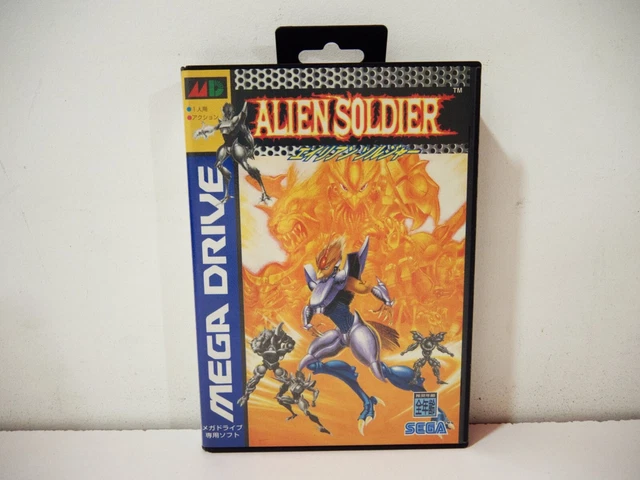 MD
1人用
アクション
ALIEN SOLDIER
TM
エイリアンソルジャー
MEGA DRIVE
メガドライブ
専用ソフト
SEGA